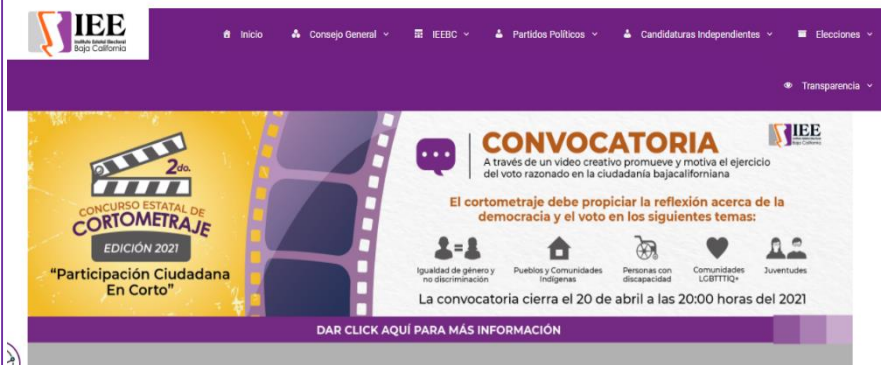 IEE
Instituto Estatal Electoral
Baja California
Inicio
Consejo General
IEEBC
Partidos Políticos
Candidaturas Independientes
Elecciones
Transparencia
2do.
CONCURSO ESTATAL DE
CORTOMETRAJE
EDICIÓN 2021
"Participación Ciudadana
En Corto"
CONVOCATORIA
IEE
Baja California
A través de un video creativo promueve y motiva el ejercicio
del voto razonado en la ciudadanía bajacaliforniana
El cortometraje debe propiciar la reflexión acerca de la
democracia y el voto en los siguientes temas:
Igualdad de género y
no discriminación
Pueblos y Comunidades
Indígenas
Personas con
discapacidad
Comunidades
LGBTTTIQ+
Juventudes
La convocatoria cierra el 20 de abril a las 20:00 horas del 2021
DAR CLICK AQUÍ PARA MÁS INFORMACIÓN